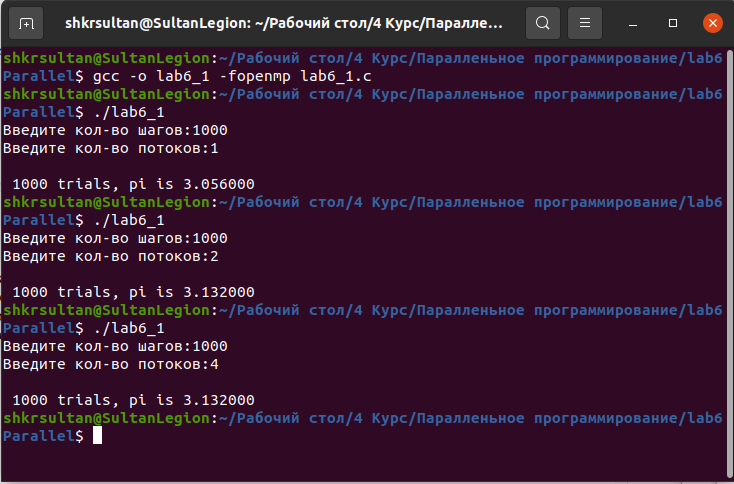 shkrsultan@SultanLegion: ~/Рабочий стол/4 Курс/Паралле...
shkrsultan@SultanLegion:~/Рабочий стол/4 Курс/Паралленьное программирование/lab6
Parallel$ gcc -o lab6_1 -fopenmp lab6_1.c
shkrsultan@SultanLegion:~/Рабочий стол/4 Курс/Паралленьное программирование/lab6
Parallel$ ./lab6_1
Введите кол-во шагов:1000
Введите кол-во потоков:1

 1000 trials, pi is 3.056000
shkrsultan@SultanLegion:~/Рабочий стол/4 Курс/Паралленьное программирование/lab6
Parallel$ ./lab6_1
Введите кол-во шагов:1000
Введите кол-во потоков:2

 1000 trials, pi is 3.132000
shkrsultan@SultanLegion:~/Рабочий стол/4 Курс/Паралленьное программирование/lab6
Parallel$ ./lab6_1
Введите кол-во шагов:1000
Введите кол-во потоков:4

 1000 trials, pi is 3.132000
shkrsultan@SultanLegion:~/Рабочий стол/4 Курс/Паралленьное программирование/lab6
Parallel$